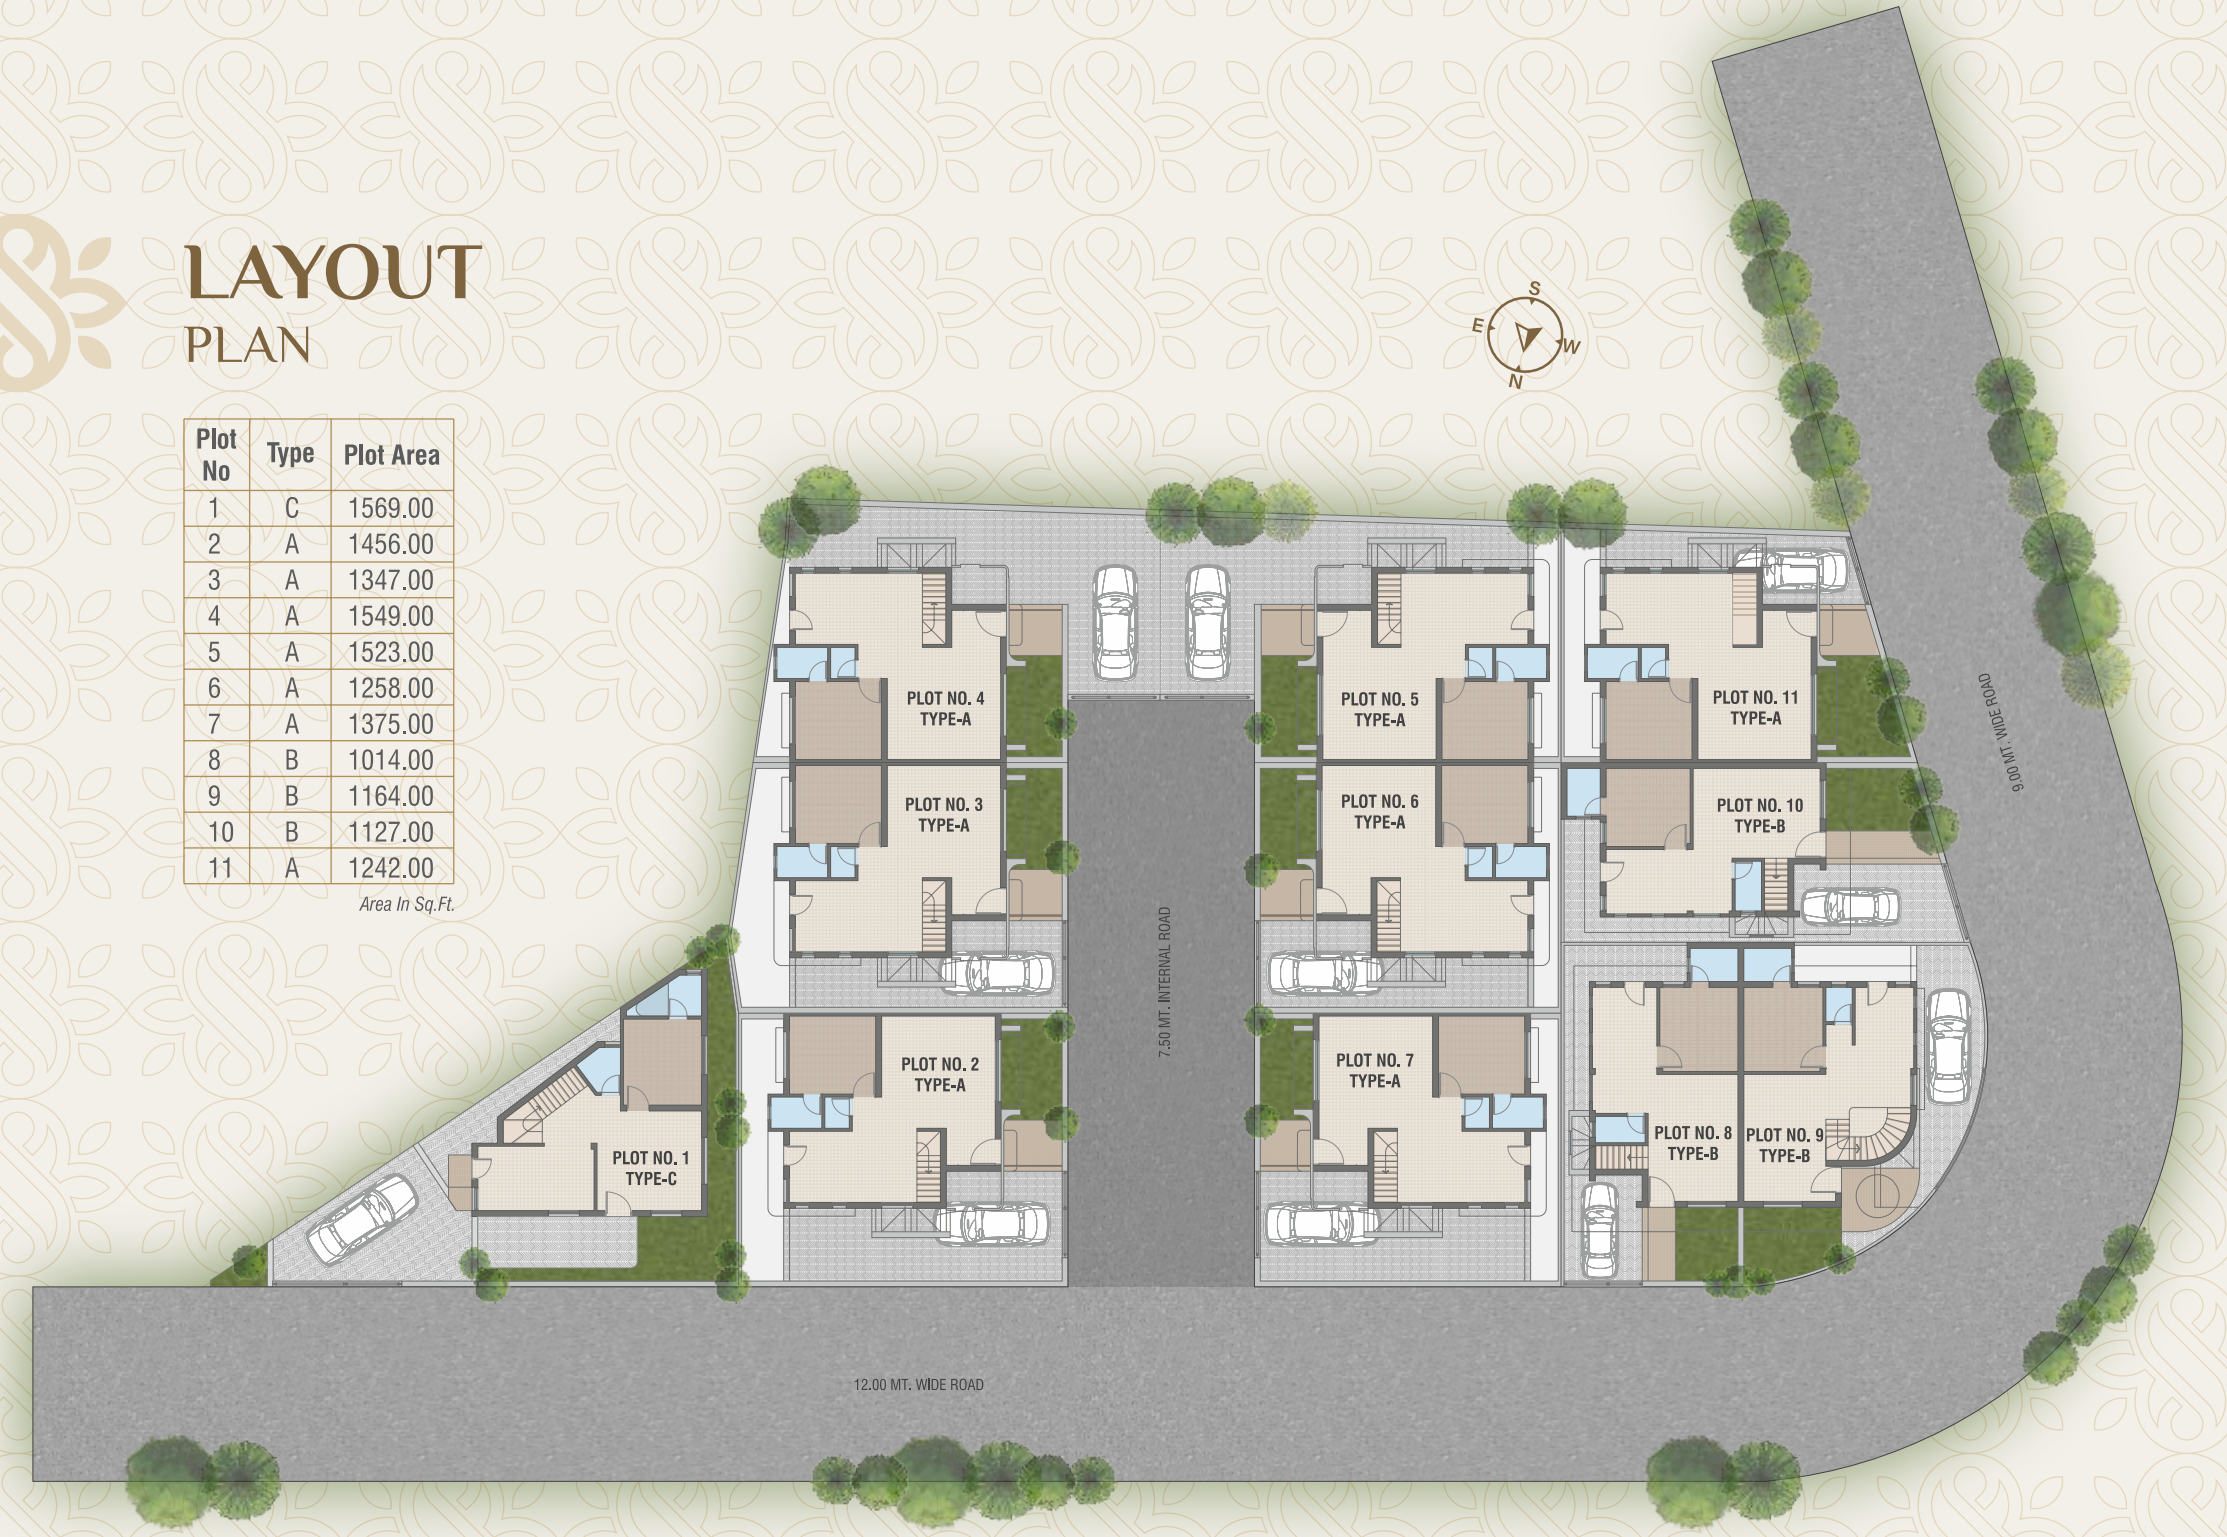 LAYOUT
PLAN
Plot No Type Plot Area
1 C 1569.00
2 A 1456.00
3 A 1347.00
4 A 1549.00
5 A 1523.00
6 A 1258.00
7 A 1375.00
8 B 1014.00
9 B 1164.00
10 B 1127.00
11 A 1242.00
Area In Sq.Ft.
S
E
W
N
PLOT NO. 4
TYPE-A
PLOT NO. 5
TYPE-A
PLOT NO. 11
TYPE-A
PLOT NO. 3
TYPE-A
PLOT NO. 6
TYPE-A
PLOT NO. 10
TYPE-B
9.00 MT. WIDE ROAD
7.50 MT. INTERNAL ROAD
PLOT NO. 2
TYPE-A
PLOT NO. 7
TYPE-A
PLOT NO. 8
TYPE-B
PLOT NO. 9
TYPE-B
PLOT NO. 1
TYPE-C
12.00 MT. WIDE ROAD